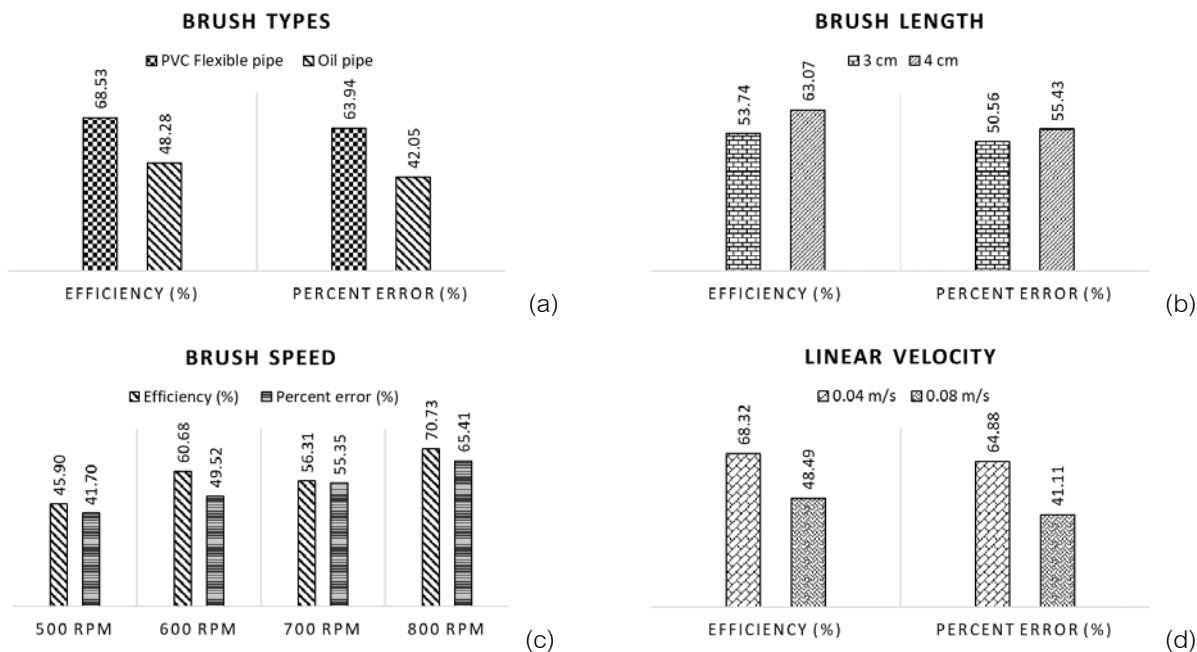 BRUSH TYPES
PVC Flexible pipe Oil pipe
68.53
48.28
63.94
42.05
EFFICIENCY (%) PERCENT ERROR (%)
(a)
BRUSH LENGTH
3 cm 4 cm
53.74
63.07
50.56
55.43
EFFICIENCY (%) PERCENT ERROR (%)
(b)
BRUSH SPEED
Efficiency (%) Percent error (%)
45.90
41.70
60.68
49.52
56.31
55.35
70.73
65.41
500 RPM 600 RPM 700 RPM 800 RPM
(c)
LINEAR VELOCITY
0.04 m/s 0.08 m/s
68.32
48.49
64.88
41.11
EFFICIENCY (%) PERCENT ERROR (%)
(d)